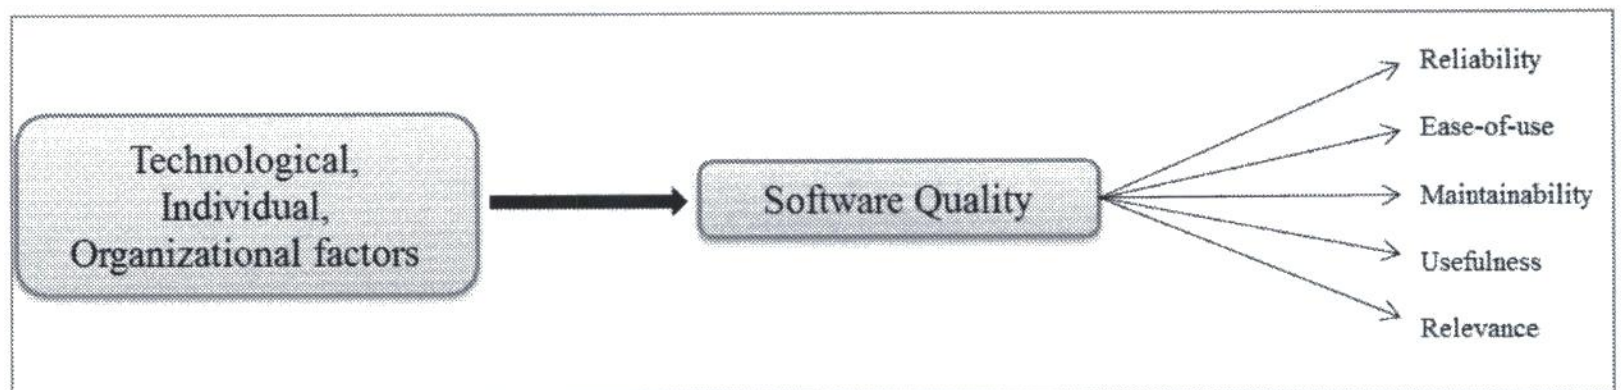 Technological,
Individual,
Organizational factors
Software Quality
Reliability
Ease-of-use
Maintainability
Usefulness
Relevance